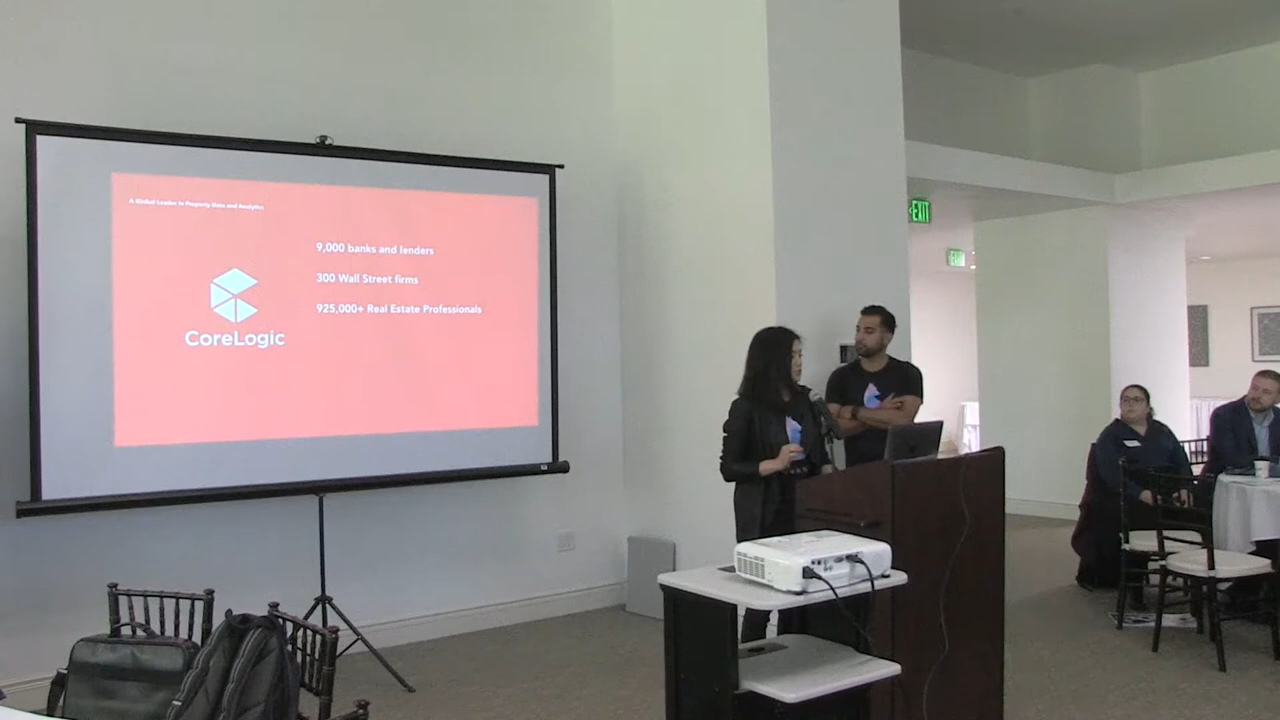 A Global Leader in Property Data and Analytics
9,000 banks and lenders
300 Wall Street firms
925,000+ Real Estate Professionals
CoreLogic
EXIT
EXIT